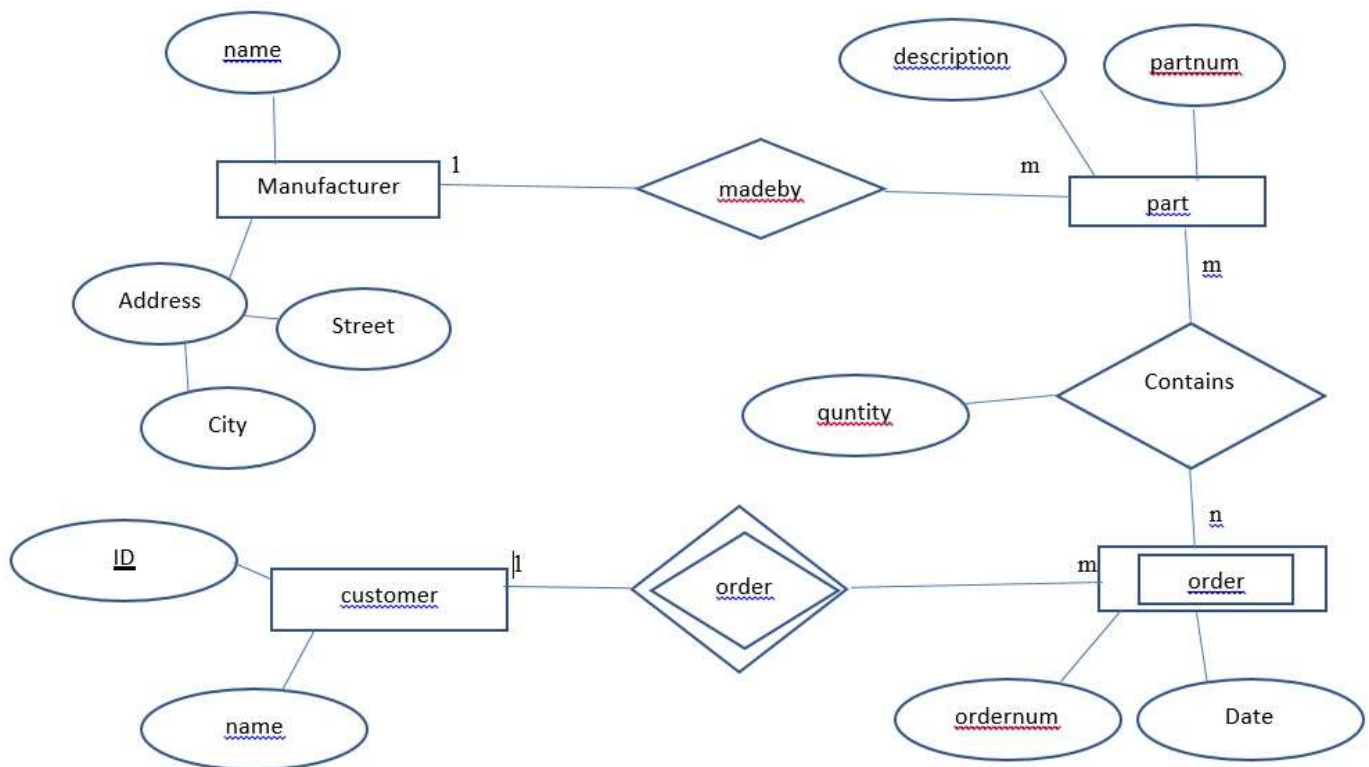 name
description
partnum
1
m
Manufacturer
madeby
part
m
Address
Street
Contains
City
quntity
n
ID
1
m
customer
order
order
name
ordernum
Date